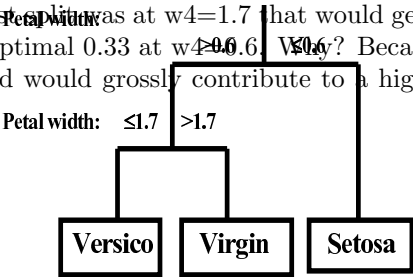 st split was at w4=1.7 that would ge
Petal width:
ptimal 0.33 at w4=0.6. Why? Beca
>0.6 ≤0.6
d would grossly contribute to a hig
Petal width: ≤1.7 >1.7
Versico Virgin Setosa